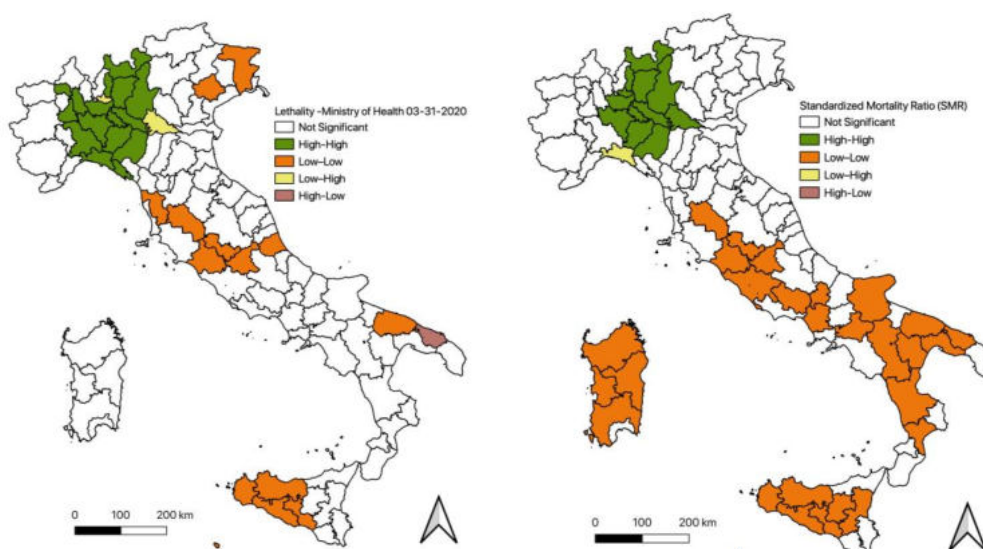 Lethality -Ministry of Health 03-31-2020
Not Significant
High-High
Low-Low
Low-High
High-Low
0 100 200 km
Standardized Mortality Ratio (SMR)
Not Significant
High-High
Low-Low
Low-High
High-Low
0 100 200 km